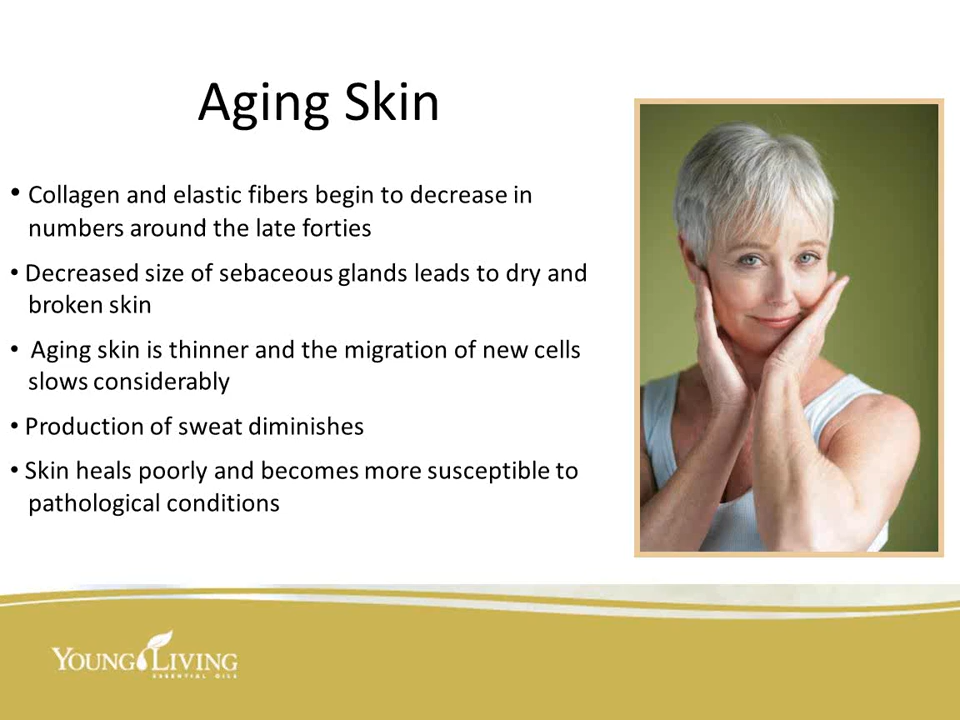 Aging Skin
• Collagen and elastic fibers begin to decrease in
numbers around the late forties
• Decreased size of sebaceous glands leads to dry and
broken skin
• Aging skin is thinner and the migration of new cells
slows considerably
• Production of sweat diminishes
• Skin heals poorly and becomes more susceptible to
pathological conditions
YOUNG LIVING
ESSENTIAL OILS